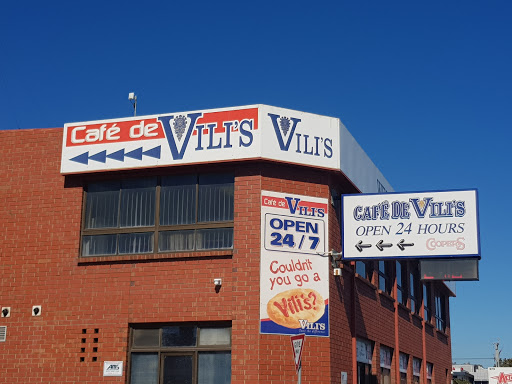 Café de VILI'S
VILI'S
Café de
VILI'S
OPEN
24/7
Couldn't
you go a
Vili's?
VILI'S
CAFÉ DE VILI'S
OPEN 24 HOURS
COOPERS